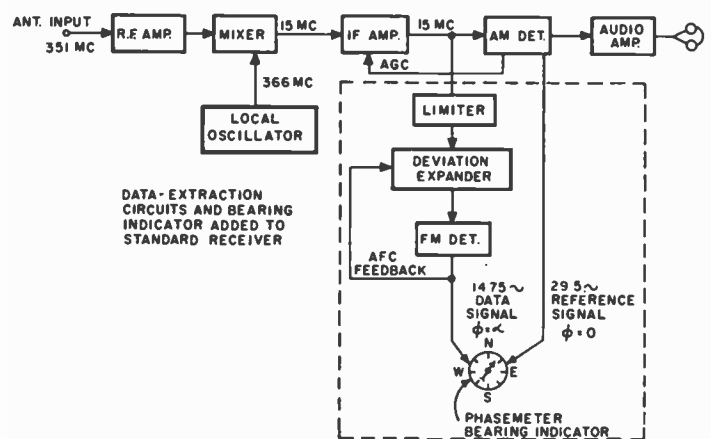 ANT. INPUT
351 MC
R.F. AMP.
MIXER
15 MC
IF AMP.
15 MC
AM DET.
AUDIO
AMP.
AGC
366 MC
LOCAL
OSCILLATOR
LIMITER
DEVIATION
EXPANDER
DATA-EXTRACTION
CIRCUITS AND BEARING
INDICATOR ADDED TO
STANDARD RECEIVER
FM DET.
AFC
FEEDBACK
14.75~
DATA
SIGNAL
ϕ=α
29.5~
REFERENCE
SIGNAL
ϕ=0
N
W
E
S
PHASEMETER
BEARING INDICATOR